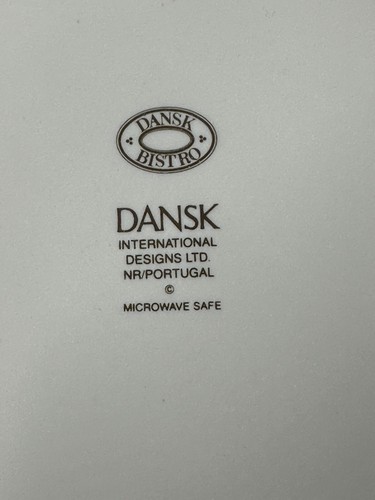 DANSK
BISTRO
DANSK
INTERNATIONAL
DESIGNS LTD.
NR/PORTUGAL
©
MICROWAVE SAFE